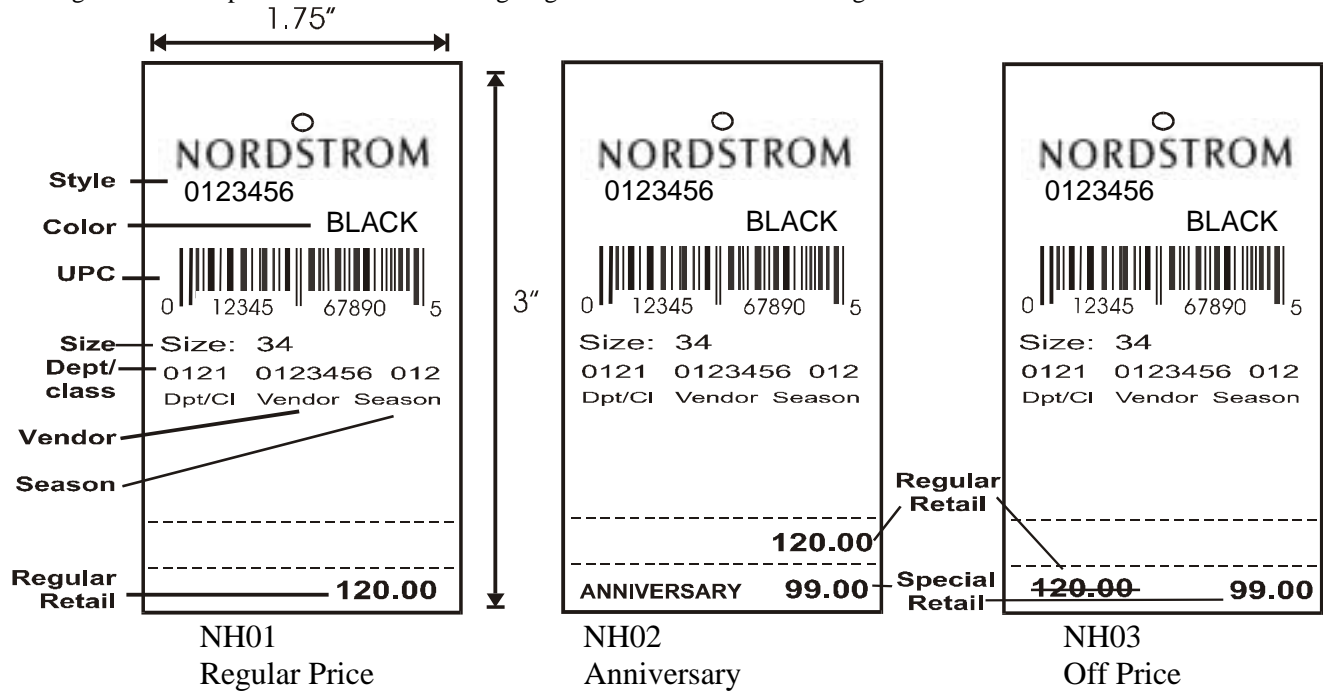 1.75"
NORDSTROM
0123456
BLACK
0 12345 67890 5
Size: 34
0121 0123456 012
Dpt/Cl Vendor Season
120.00
Style
Color
UPC
Size
Dept/
class
Vendor
Season
Regular
Retail
3"
NH01
Regular Price
NORDSTROM
0123456
BLACK
0 12345 67890 5
Size: 34
0121 0123456 012
Dpt/Cl Vendor Season
120.00
ANNIVERSARY 99.00
NH02
Anniversary
Regular
Retail
Special
Retail
NORDSTROM
0123456
BLACK
0 12345 67890 5
Size: 34
0121 0123456 012
Dpt/Cl Vendor Season
120.00 99.00
NH03
Off Price